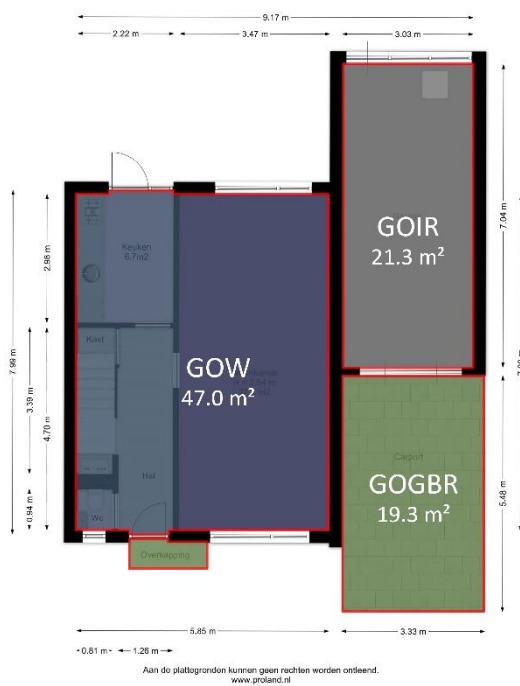 9.17 m
2.22 m
3.47 m
3.03 m
Keuken
6.7m2
GOIR
21.3 m²
7.04 m
2.98 m
7.99 m
Kast
GOW
47.0 m²
3.39 m
4.70 m
Hal
Carport
GOGBR
19.3 m²
5.48 m
0.94 m
Wc
Overkapping
5.85 m
3.33 m
0.81 m
1.26 m
Aan de plattegronden kunnen geen rechten worden ontleend.
www.proland.nl